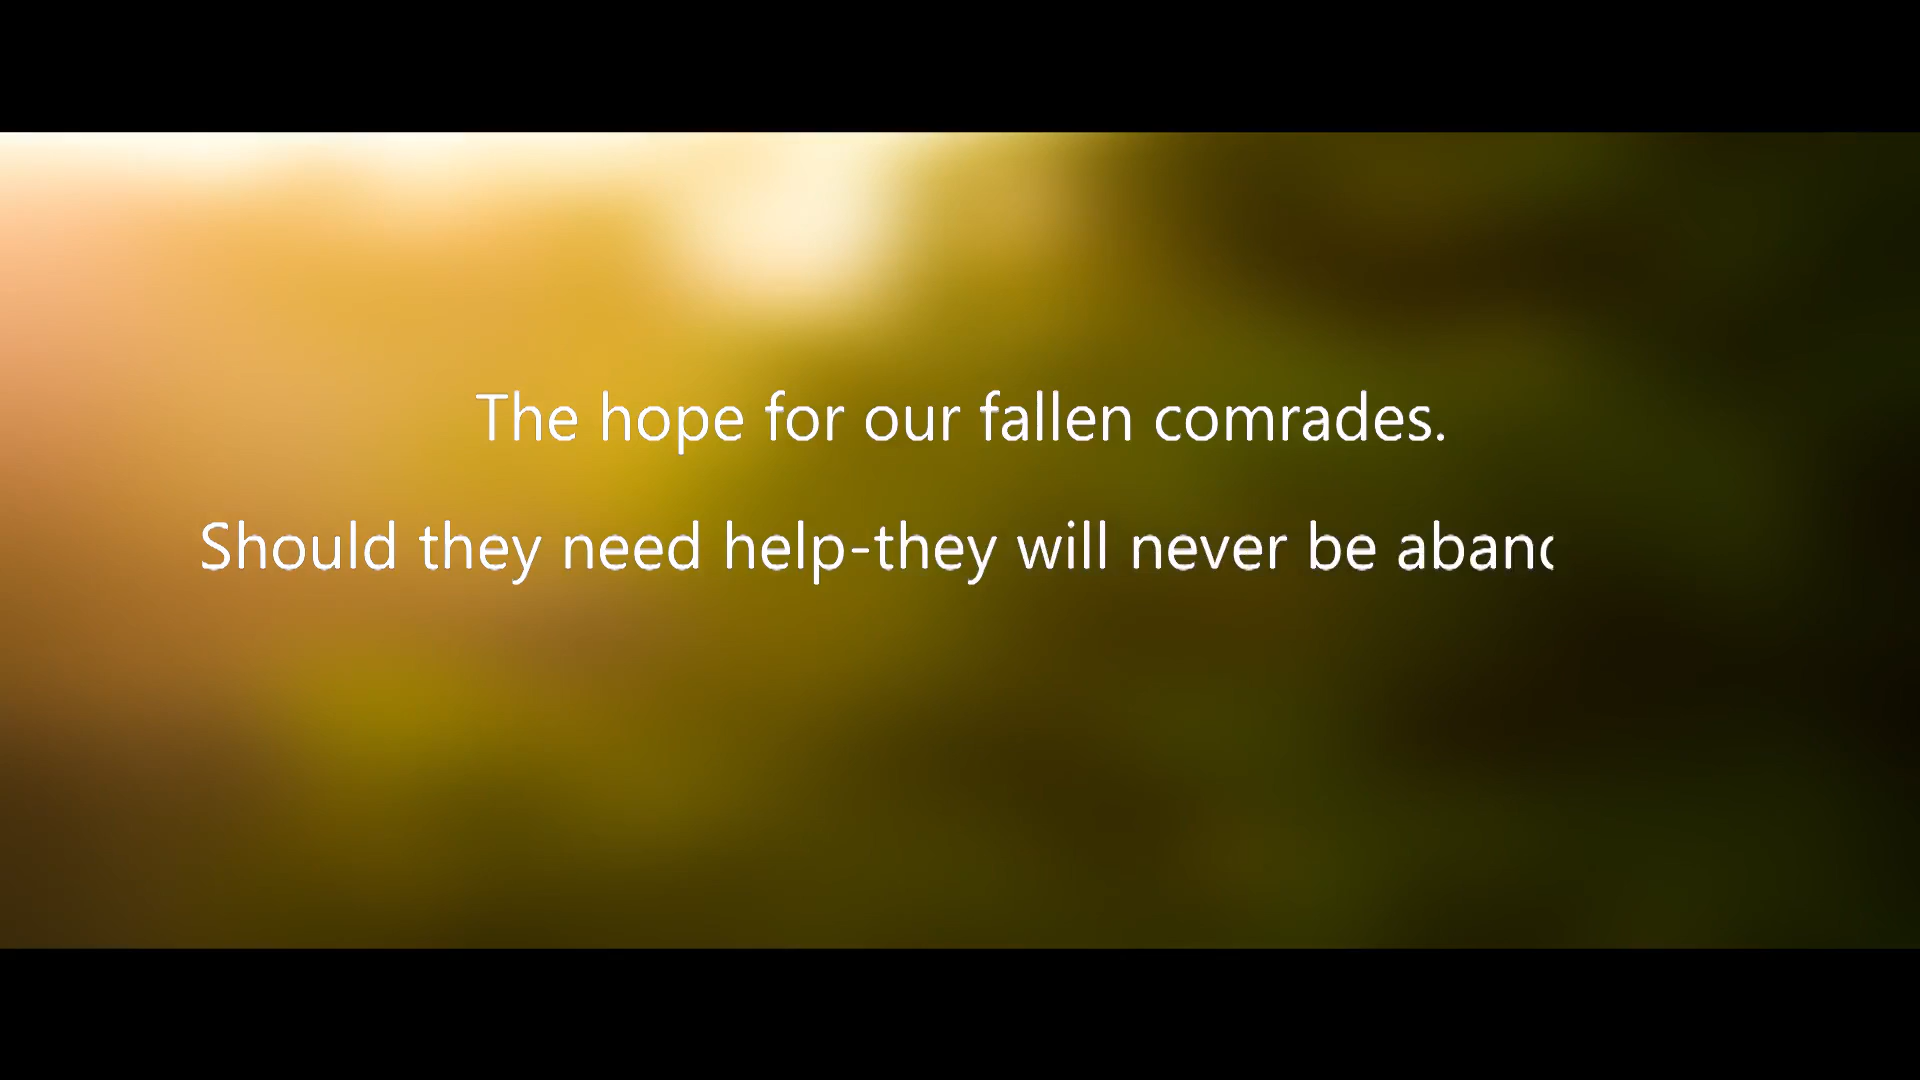 The hope for our fallen comrades.
Should they need help-they will never be aban